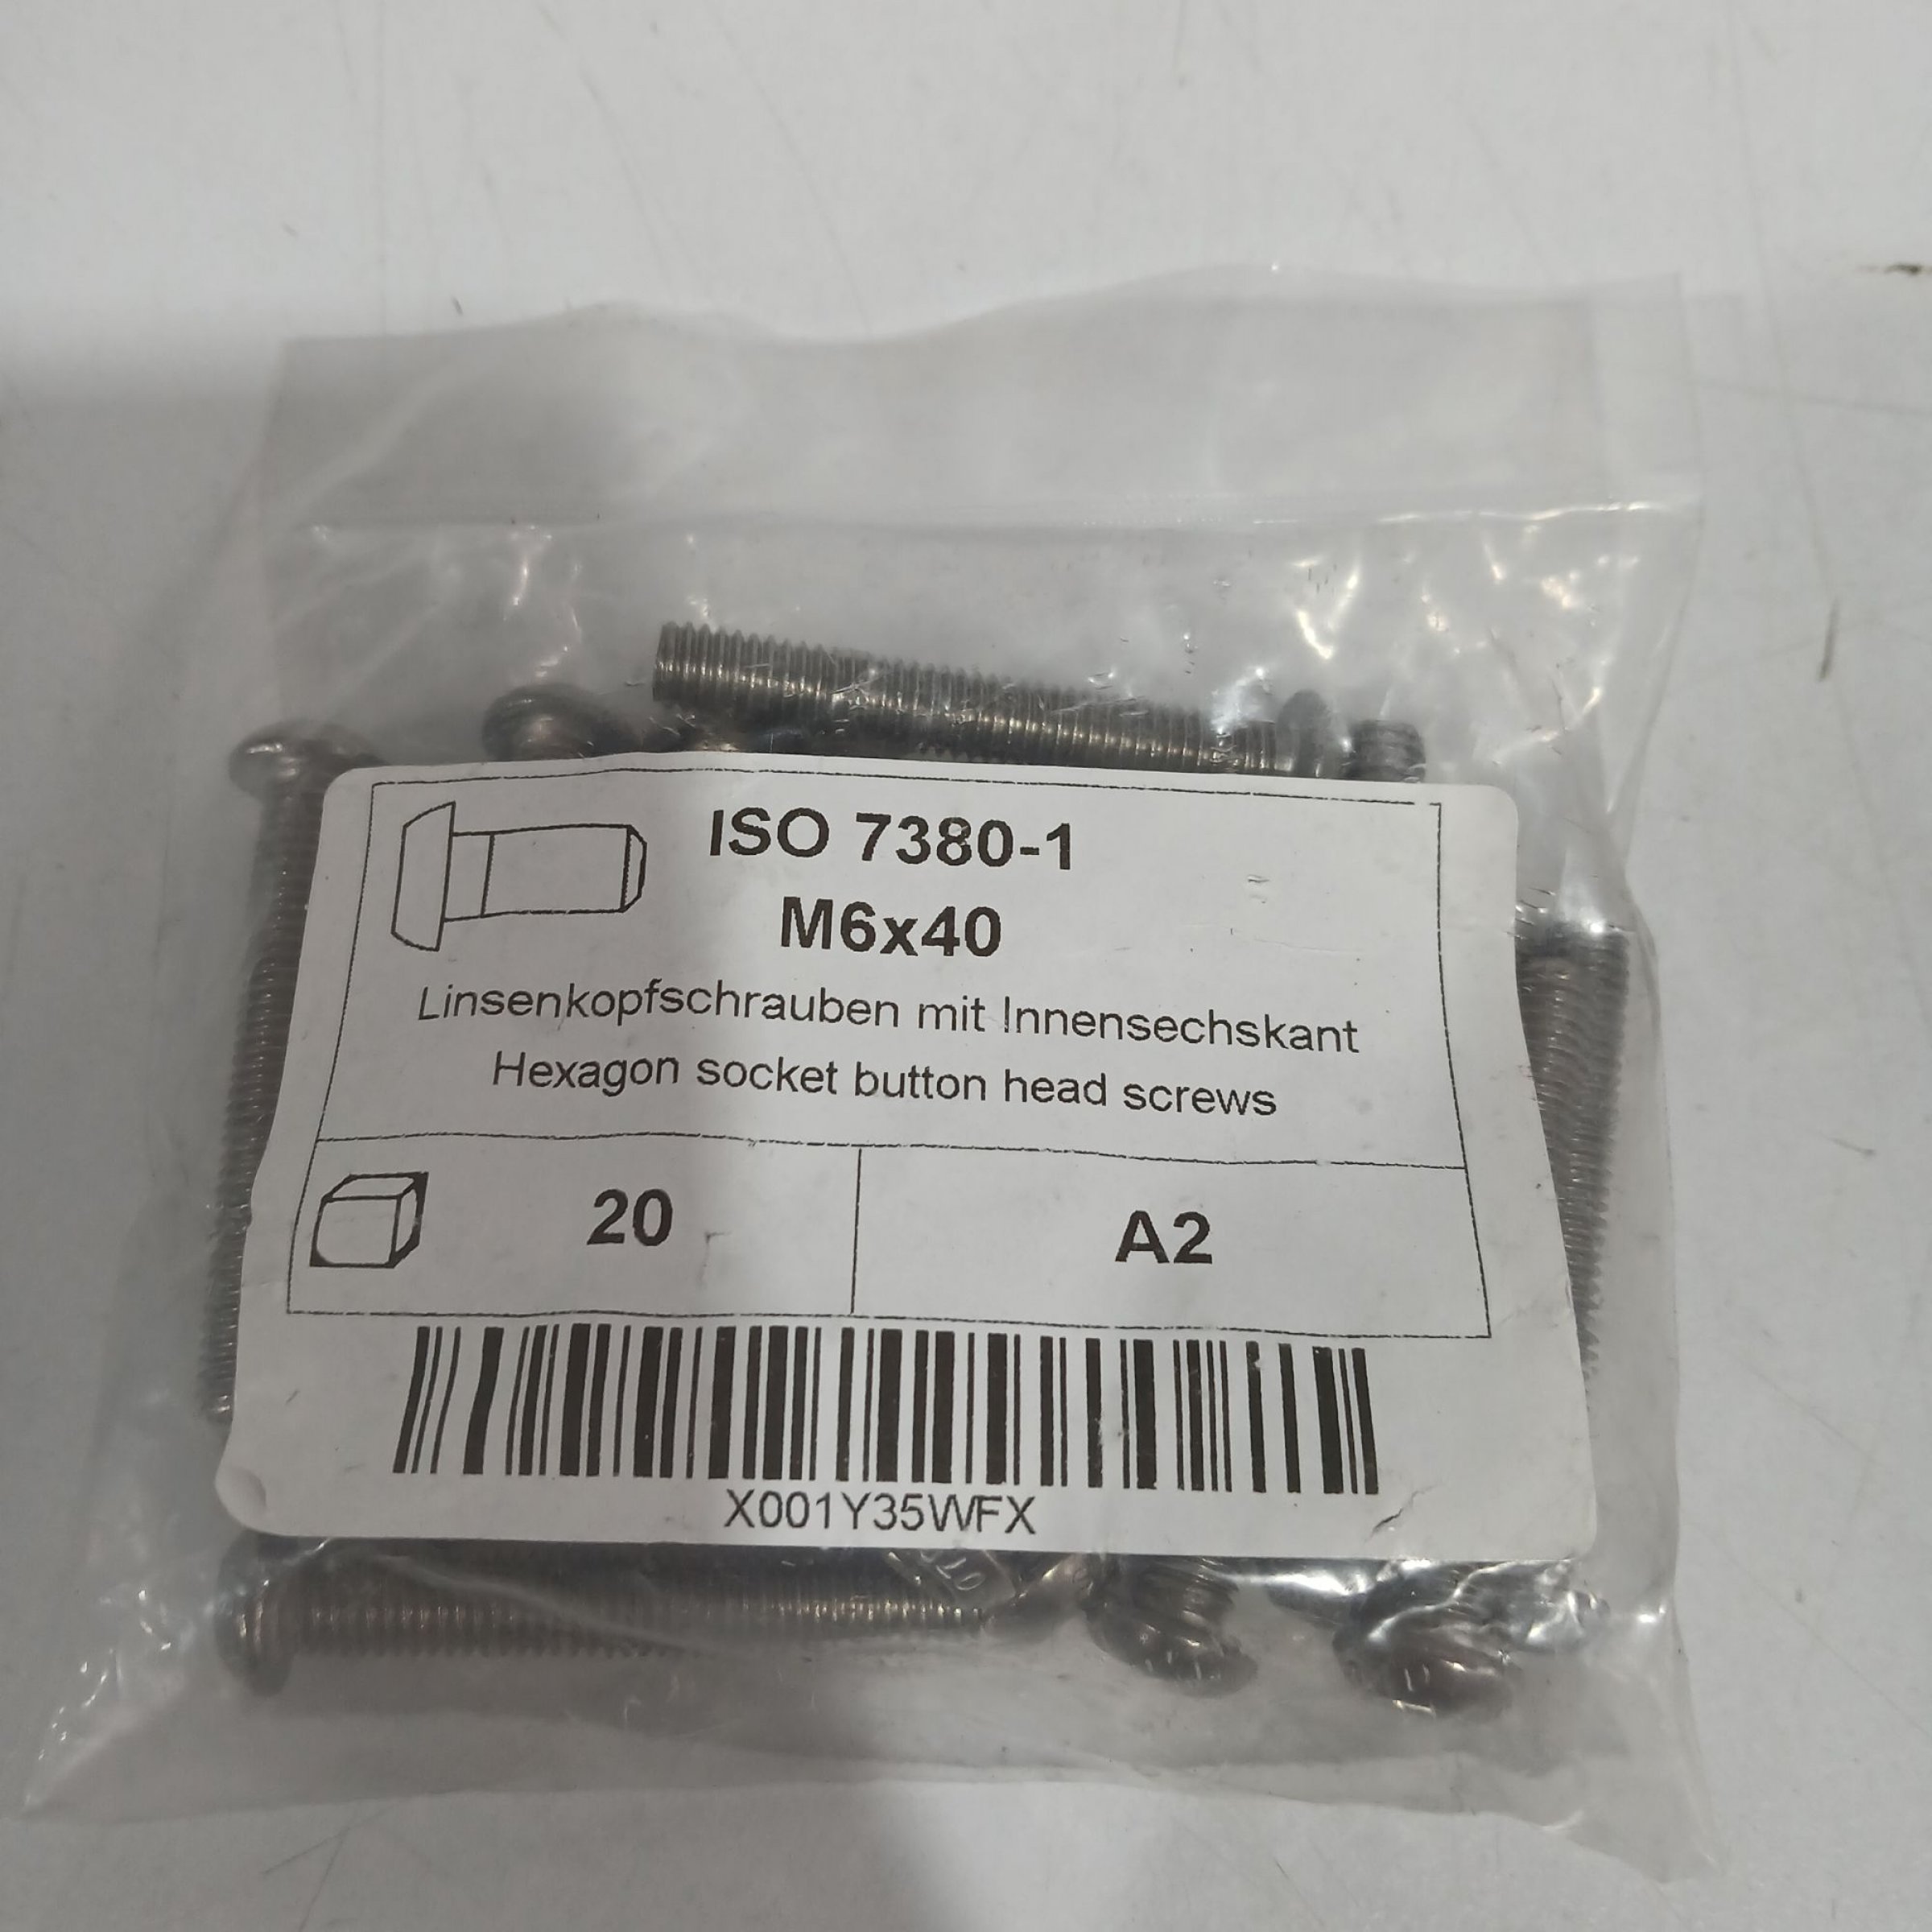 ISO 7380-1
M6x40
Linsenkopfschrauben mit Innensechskant
Hexagon socket button head screws
20
A2
X001Y35WFX